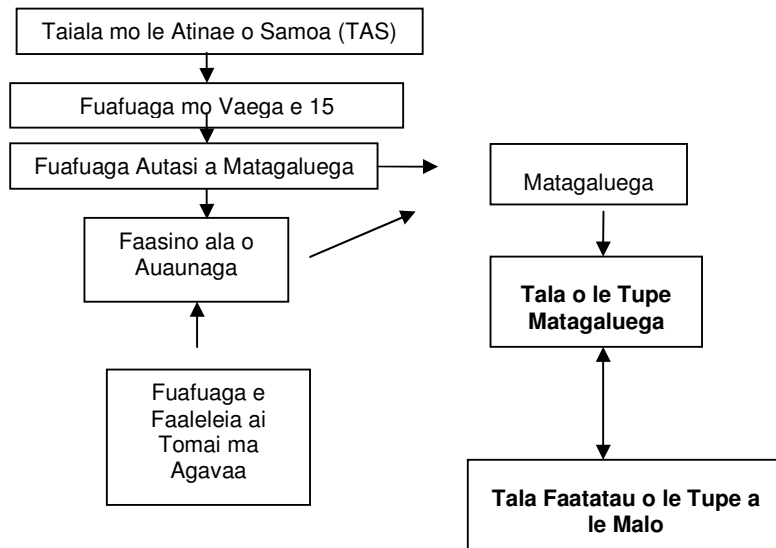 Taiala mo le Atinae o Samoa (TAS)
Fuafuaga mo Vaega e 15
Fuafuaga Autasi a Matagaluega
Faasino ala o
Auaunaga
Fuafuaga e
Faaleleia ai
Tomai ma
Agavaa
Matagaluega
Tala o le Tupe
Matagaluega
Tala Faatatau o le Tupe a
le Malo